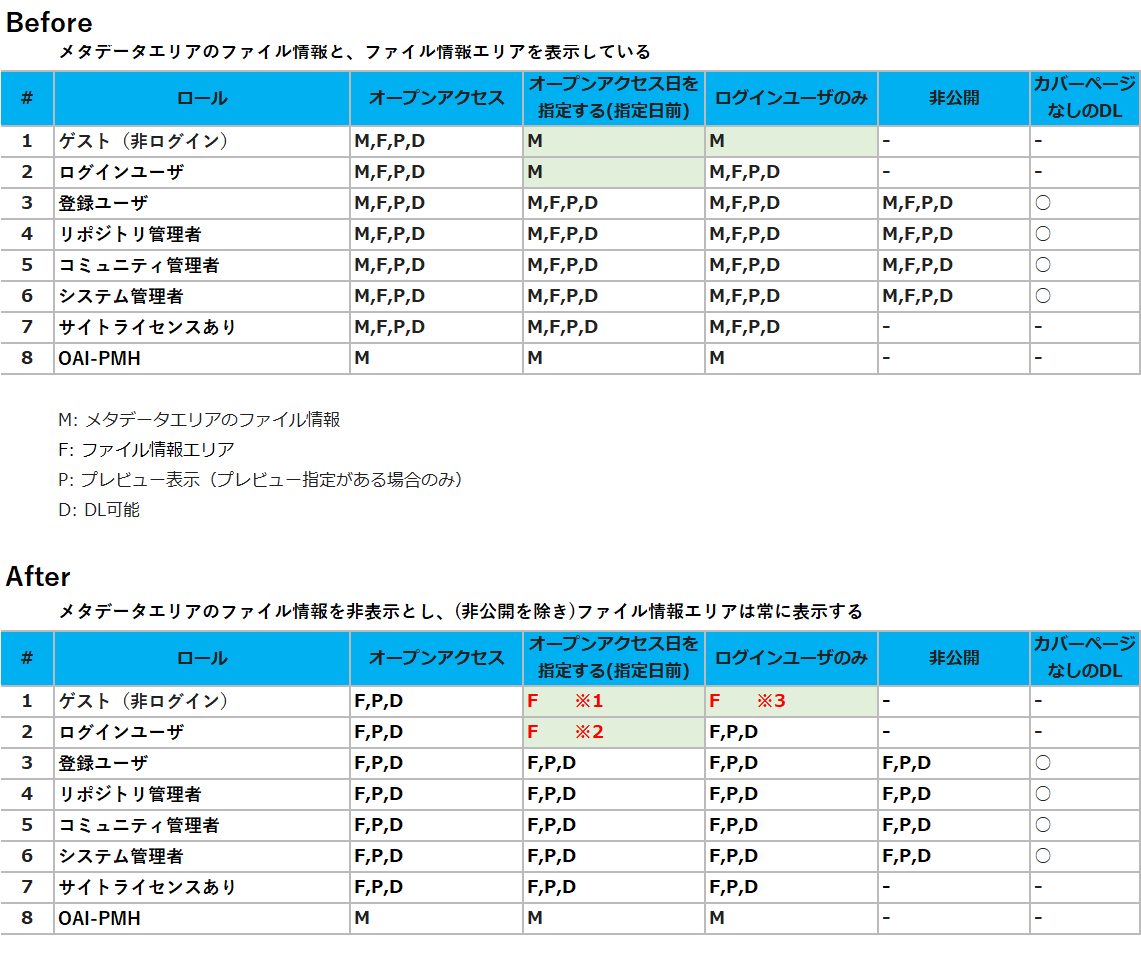 Before
メタデータエリアのファイル情報と、ファイル情報エリアを表示している
# ロール オープンアクセス オープンアクセス日を指定する(指定日前) ログインユーザのみ 非公開 カバーページなしのDL
1 ゲスト（非ログイン） M,F,P,D M M - -
2 ログインユーザ M,F,P,D M M,F,P,D - -
3 登録ユーザ M,F,P,D M,F,P,D M,F,P,D M,F,P,D ○
4 リポジトリ管理者 M,F,P,D M,F,P,D M,F,P,D M,F,P,D ○
5 コミュニティ管理者 M,F,P,D M,F,P,D M,F,P,D M,F,P,D ○
6 システム管理者 M,F,P,D M,F,P,D M,F,P,D M,F,P,D ○
7 サイトライセンスあり M,F,P,D M,F,P,D M,F,P,D - -
8 OAI-PMH M M M - -
M: メタデータエリアのファイル情報
F: ファイル情報エリア
P: プレビュー表示（プレビュー指定がある場合のみ）
D: DL可能
After
メタデータエリアのファイル情報を非表示とし、(非公開を除き)ファイル情報エリアは常に表示する
# ロール オープンアクセス オープンアクセス日を指定する(指定日前) ログインユーザのみ 非公開 カバーページなしのDL
1 ゲスト（非ログイン） F,P,D F ※1 F ※3 - -
2 ログインユーザ F,P,D F ※2 F,P,D - -
3 登録ユーザ F,P,D F,P,D F,P,D F,P,D ○
4 リポジトリ管理者 F,P,D F,P,D F,P,D F,P,D ○
5 コミュニティ管理者 F,P,D F,P,D F,P,D F,P,D ○
6 システム管理者 F,P,D F,P,D F,P,D F,P,D ○
7 サイトライセンスあり F,P,D F,P,D F,P,D - -
8 OAI-PMH M M M - -